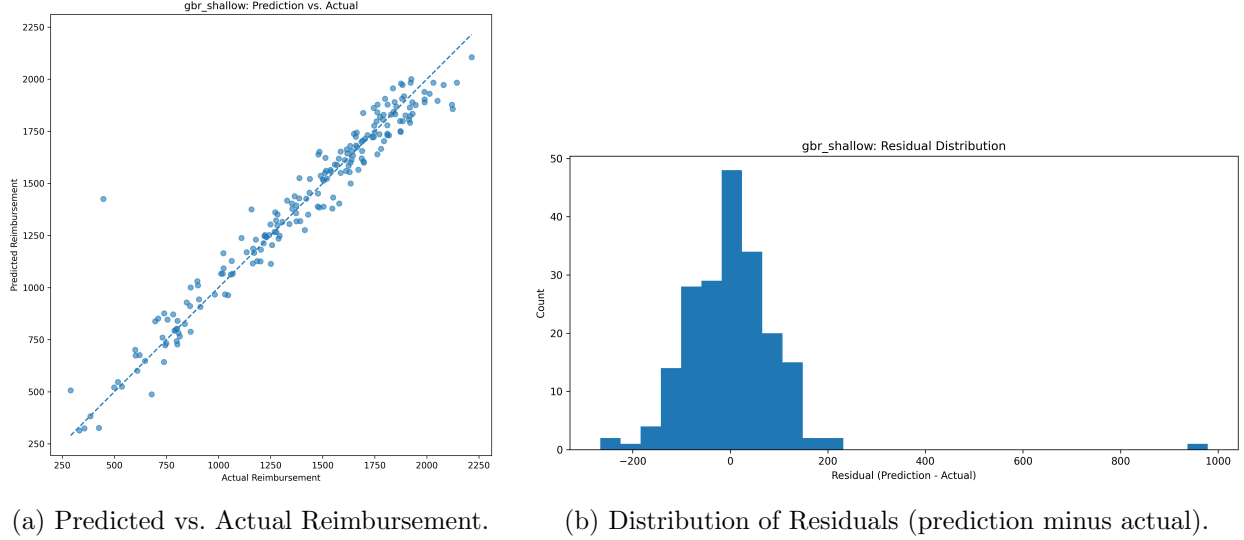 gbr_shallow: Prediction vs. Actual
2250
2000
1750
1500
1250
1000
750
500
250
Predicted Reimbursement
250 500 750 1000 1250 1500 1750 2000 2250
Actual Reimbursement
(a) Predicted vs. Actual Reimbursement.
gbr_shallow: Residual Distribution
50
40
30
20
10
0
Count
−200 0 200 400 600 800 1000
Residual (Prediction - Actual)
(b) Distribution of Residuals (prediction minus actual).